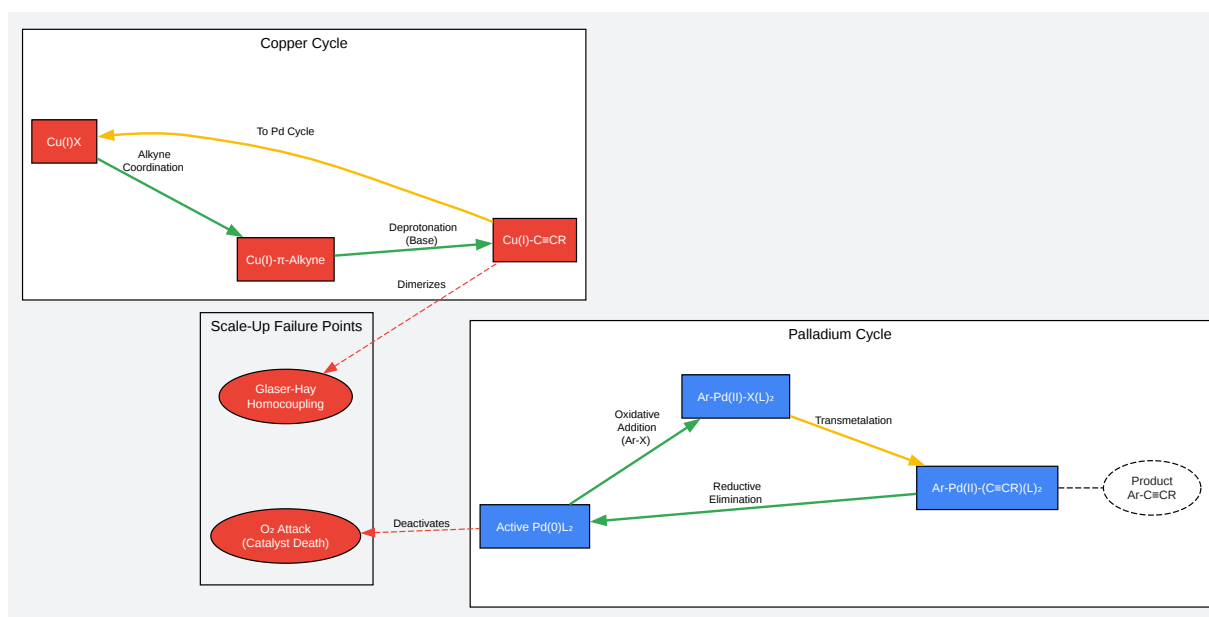 Copper Cycle
Cu(I)X
To Pd Cycle
Alkyne
Coordination
Cu(I)-π-Alkyne
Deprotonation
(Base)
Cu(I)-C≡CR
Dimerizes
Scale-Up Failure Points
Glaser-Hay
Homocoupling
O₂ Attack
(Catalyst Death)
Deactivates
Palladium Cycle
Ar-Pd(II)-X(L)₂
Oxidative
Addition
(Ar-X)
Transmetalation
Ar-Pd(II)-(C≡CR)(L)₂
Reductive
Elimination
Active Pd(0)L₂
Product
Ar-C≡CR